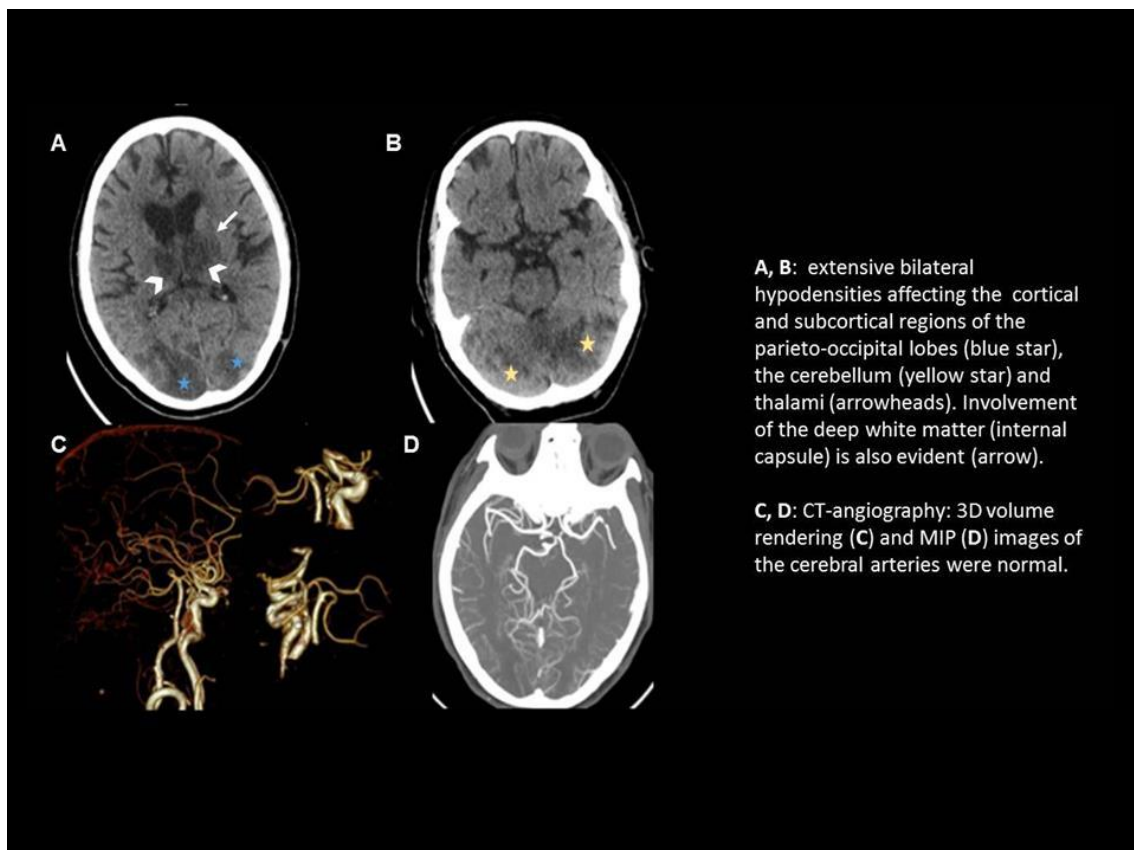 A
B
C
D
A, B: extensive bilateral
hypodensities affecting the cortical
and subcortical regions of the
parieto-occipital lobes (blue star),
the cerebellum (yellow star) and
thalami (arrowheads). Involvement
of the deep white matter (internal
capsule) is also evident (arrow).
C, D: CT-angiography: 3D volume
rendering (C) and MIP (D) images of
the cerebral arteries were normal.